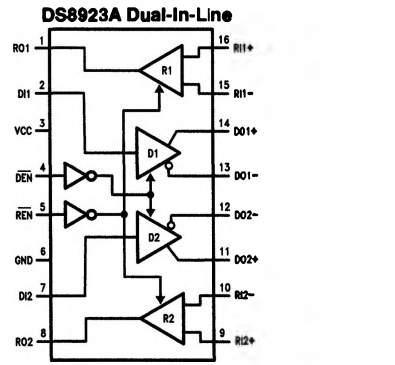 DS8923A Dual-In-Line
RO1 1
16 RI1+
R1
DI1 2
15 RI1-
VCC 3
14 DO1+
D1
DEN 4
13 DO1-
REN 5
12 DO2-
D2
GND 6
11 DO2+
DI2 7
10 RI2-
R2
RO2 8
9 RI2+